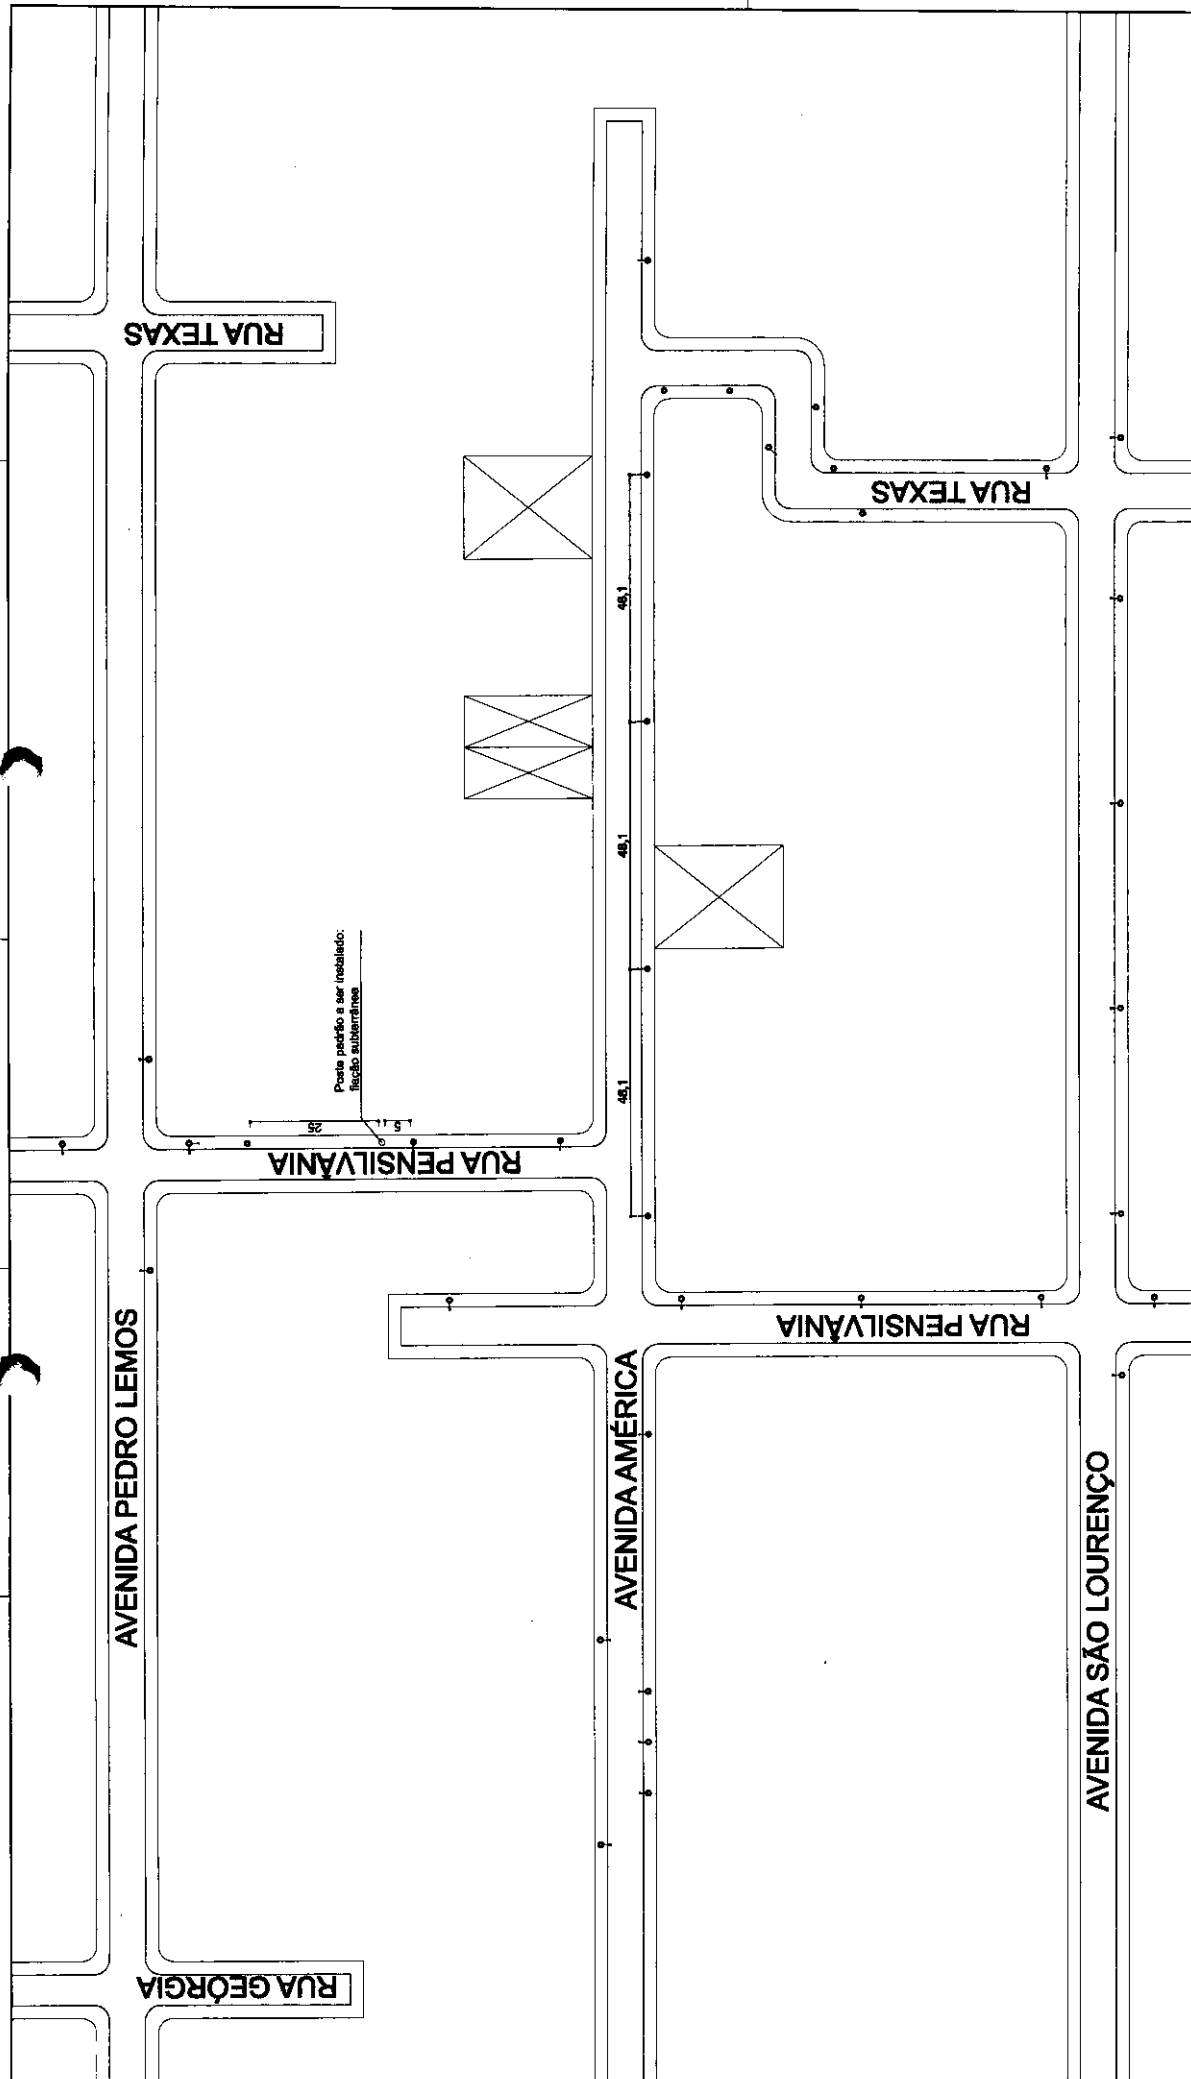 RUA TEXAS
RUA TEXAS
48,1
48,1
48,1
Poste padrão a ser instalado:
fiação subterrânea
25
5
RUA PENSILVÂNIA
RUA PENSILVÂNIA
AVENIDA PEDRO LEMOS
AVENIDA AMÉRICA
AVENIDA SÃO LOURENÇO
RUA GEÓRGIA